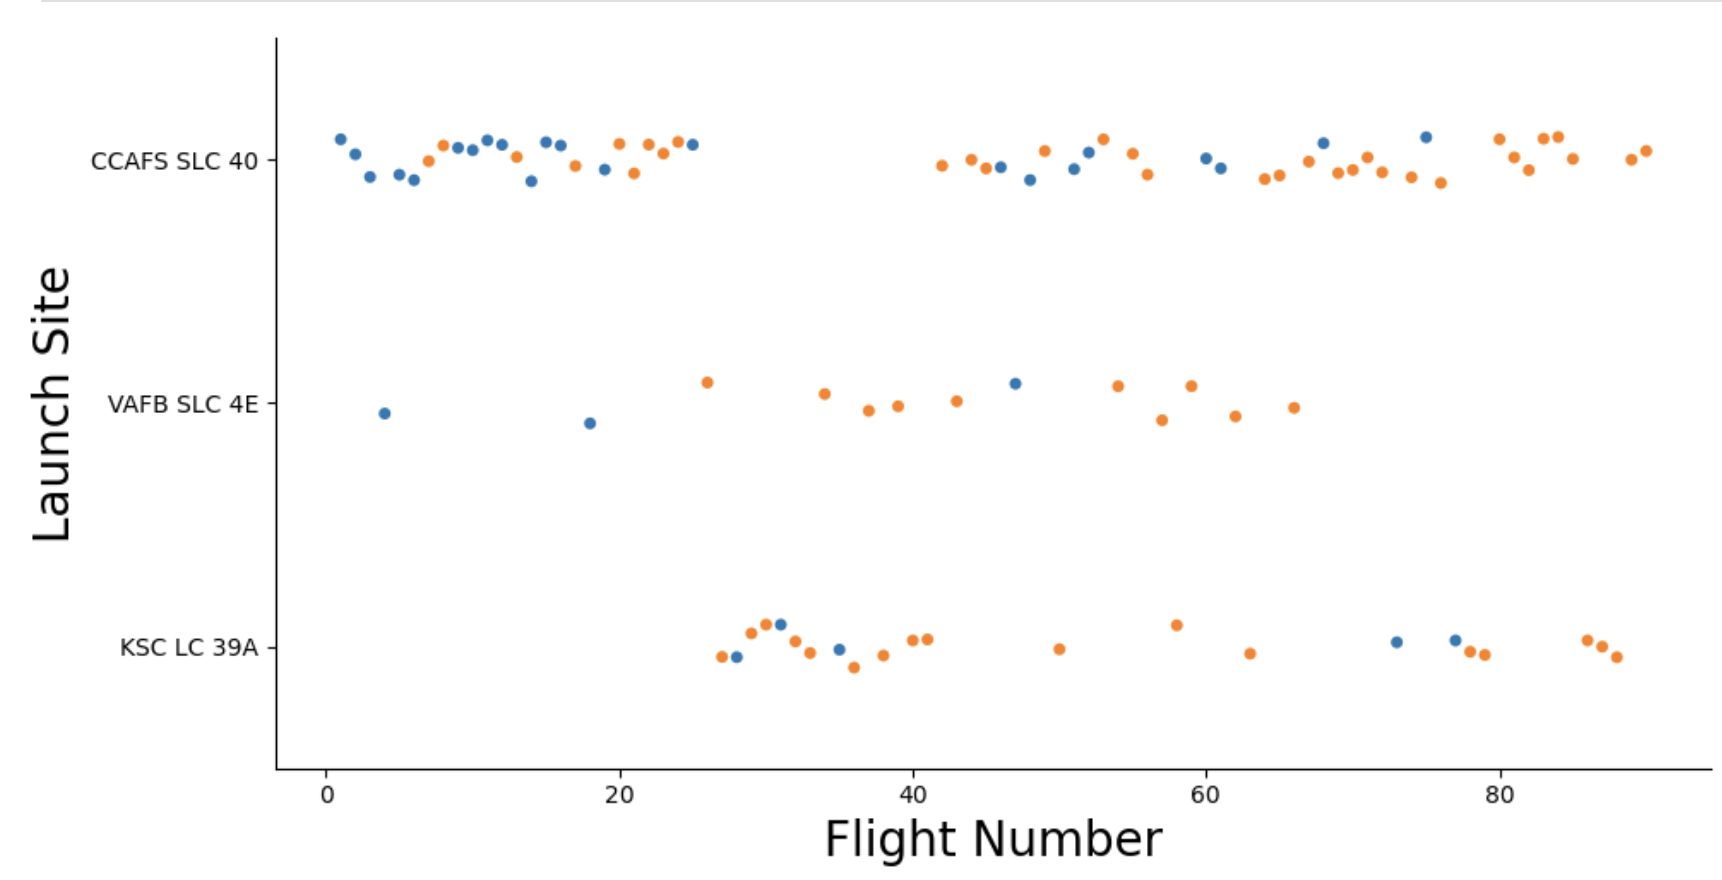 Launch Site
CCAFS SLC 40
VAFB SLC 4E
KSC LC 39A
0 20 40 60 80
Flight Number